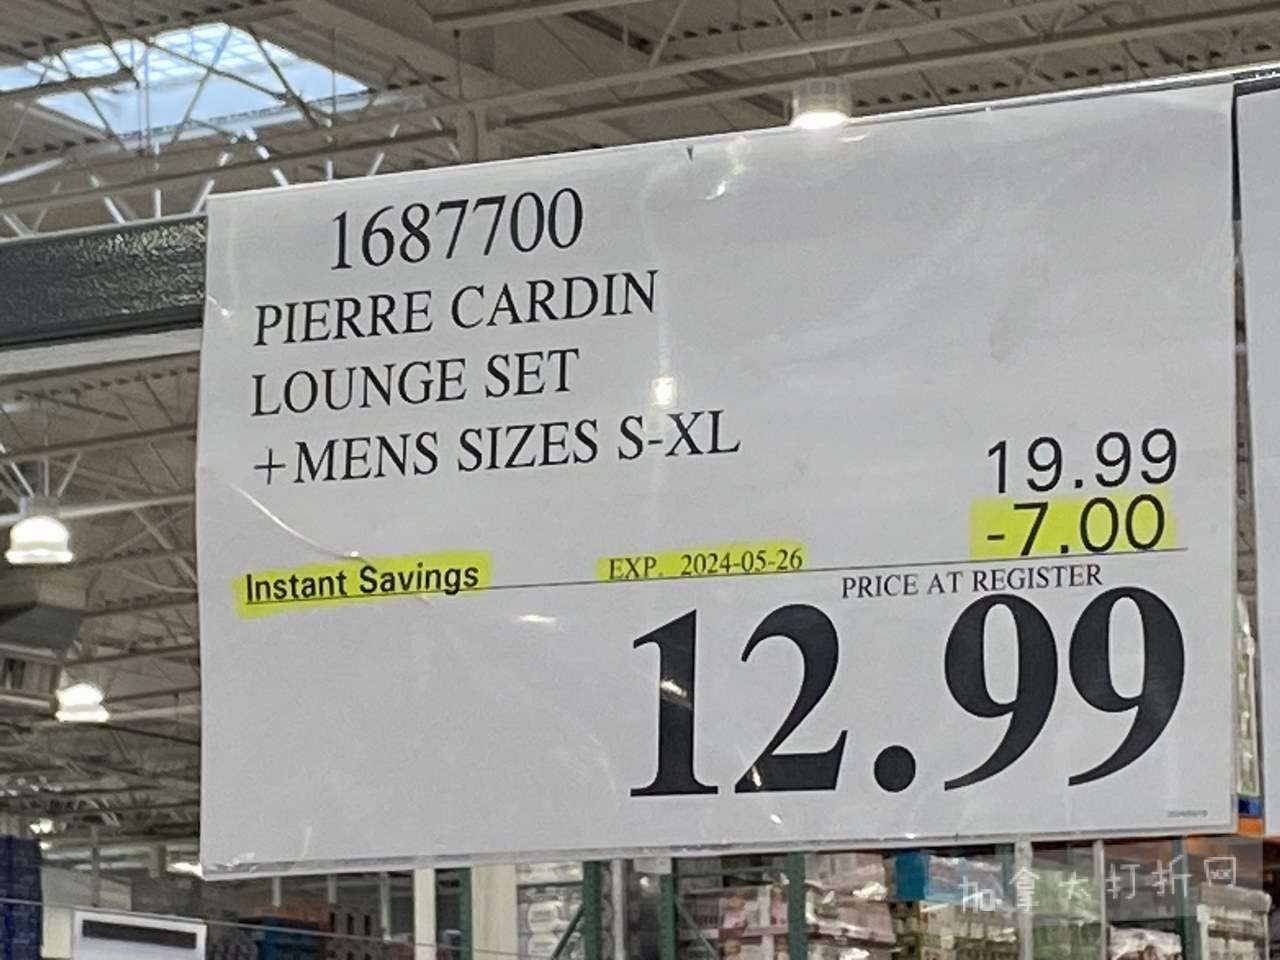 1687700
PIERRE CARDIN
LOUNGE SET
+MENS SIZES S-XL
19.99
-7.00
Instant Savings EXP. 2024-05-26
PRICE AT REGISTER
12.99
加拿大打折网